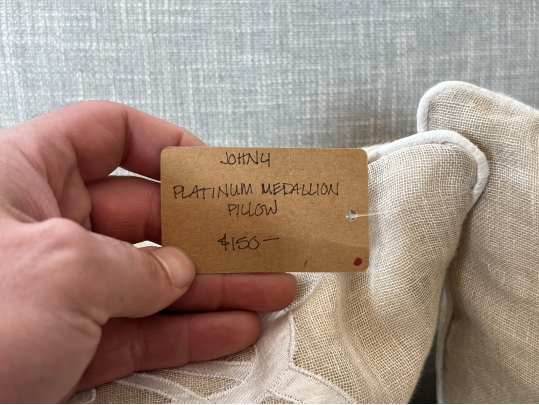 JOHNY
PLATINUM MEDALLION
PILLOW
$150—